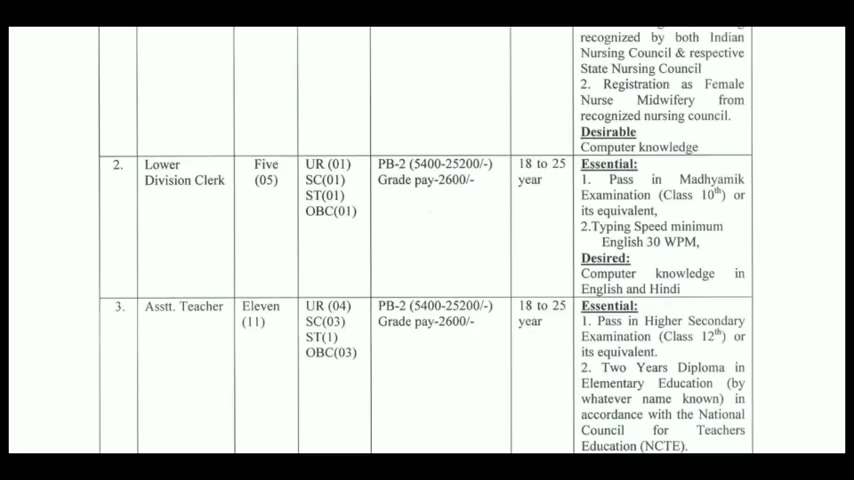 recognized by both Indian
Nursing Council & respective
State Nursing Council
2. Registration as Female
Nurse Midwifery from
recognized nursing council.
Desirable
Computer knowledge
2. Lower Division Clerk
Five (05)
UR (01)
SC(01)
ST(01)
OBC(01)
PB-2 (5400-25200/-)
Grade pay-2600/-
18 to 25
year
Essential:
1. Pass in Madhyamik
Examination (Class 10th) or
its equivalent,
2.Typing Speed minimum
English 30 WPM,
Desired:
Computer knowledge in
English and Hindi
3. Asstt. Teacher
Eleven
(11)
UR (04)
SC(03)
ST(1)
OBC(03)
PB-2 (5400-25200/-)
Grade pay-2600/-
18 to 25
year
Essential:
1. Pass in Higher Secondary
Examination (Class 12th) or
its equivalent.
2. Two Years Diploma in
Elementary Education (by
whatever name known) in
accordance with the National
Council for Teachers
Education (NCTE).